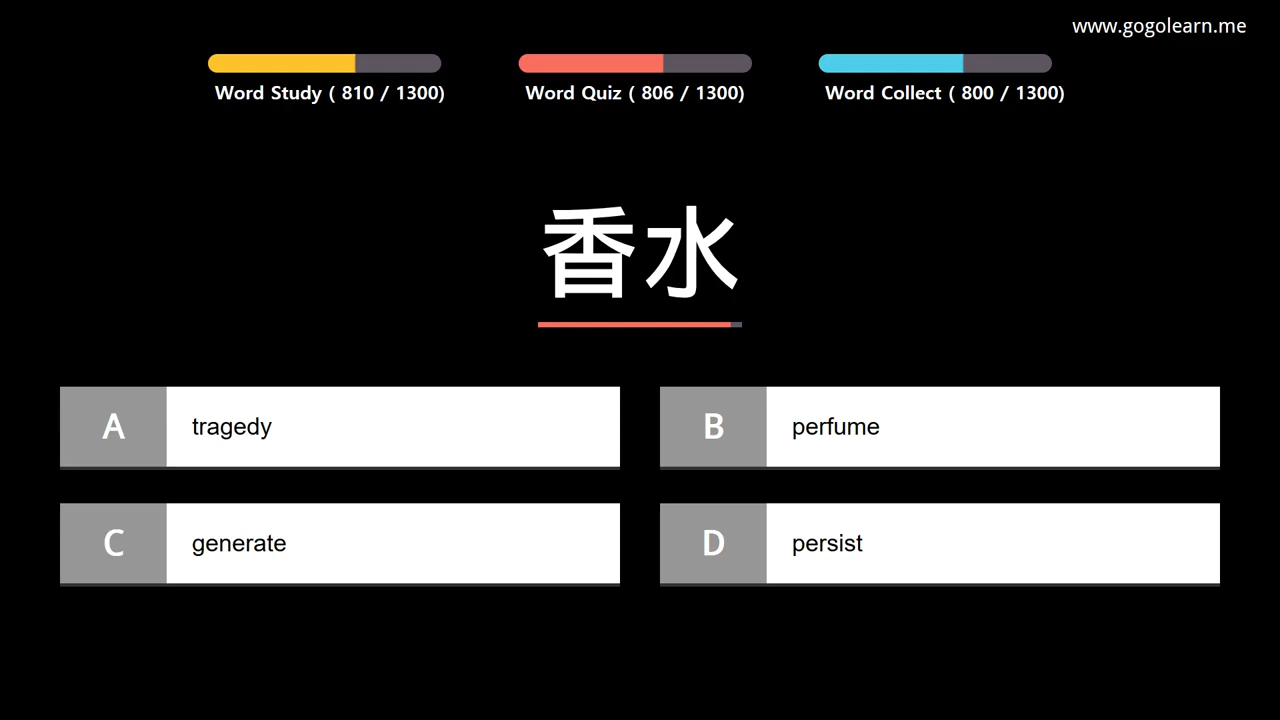 www.gogolearn.me
Word Study ( 810 / 1300)
Word Quiz ( 806 / 1300)
Word Collect ( 800 / 1300)
香水
A tragedy
B perfume
C generate
D persist